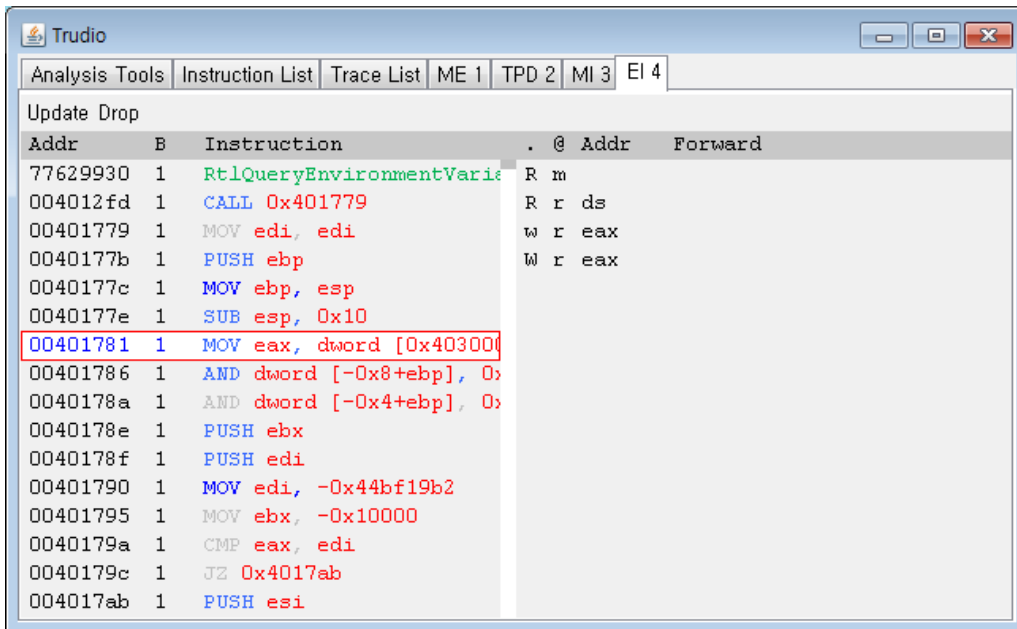 Trudio
Analysis Tools Instruction List Trace List ME 1 TPD 2 MI 3 EI 4
Update Drop
Addr B Instruction . @ Addr Forward
77629930 1 RtlQueryEnvironmentVaria R m
004012fd 1 CALL 0x401779 R r ds
00401779 1 MOV edi, edi w r eax
0040177b 1 PUSH ebp W r eax
0040177c 1 MOV ebp, esp
0040177e 1 SUB esp, 0x10
00401781 1 MOV eax, dword [0x403000
00401786 1 AND dword [-0x8+ebp], 0x
0040178a 1 AND dword [-0x4+ebp], 0x
0040178e 1 PUSH ebx
0040178f 1 PUSH edi
00401790 1 MOV edi, -0x44bf19b2
00401795 1 MOV ebx, -0x10000
0040179a 1 CMP eax, edi
0040179c 1 JZ 0x4017ab
004017ab 1 PUSH esi